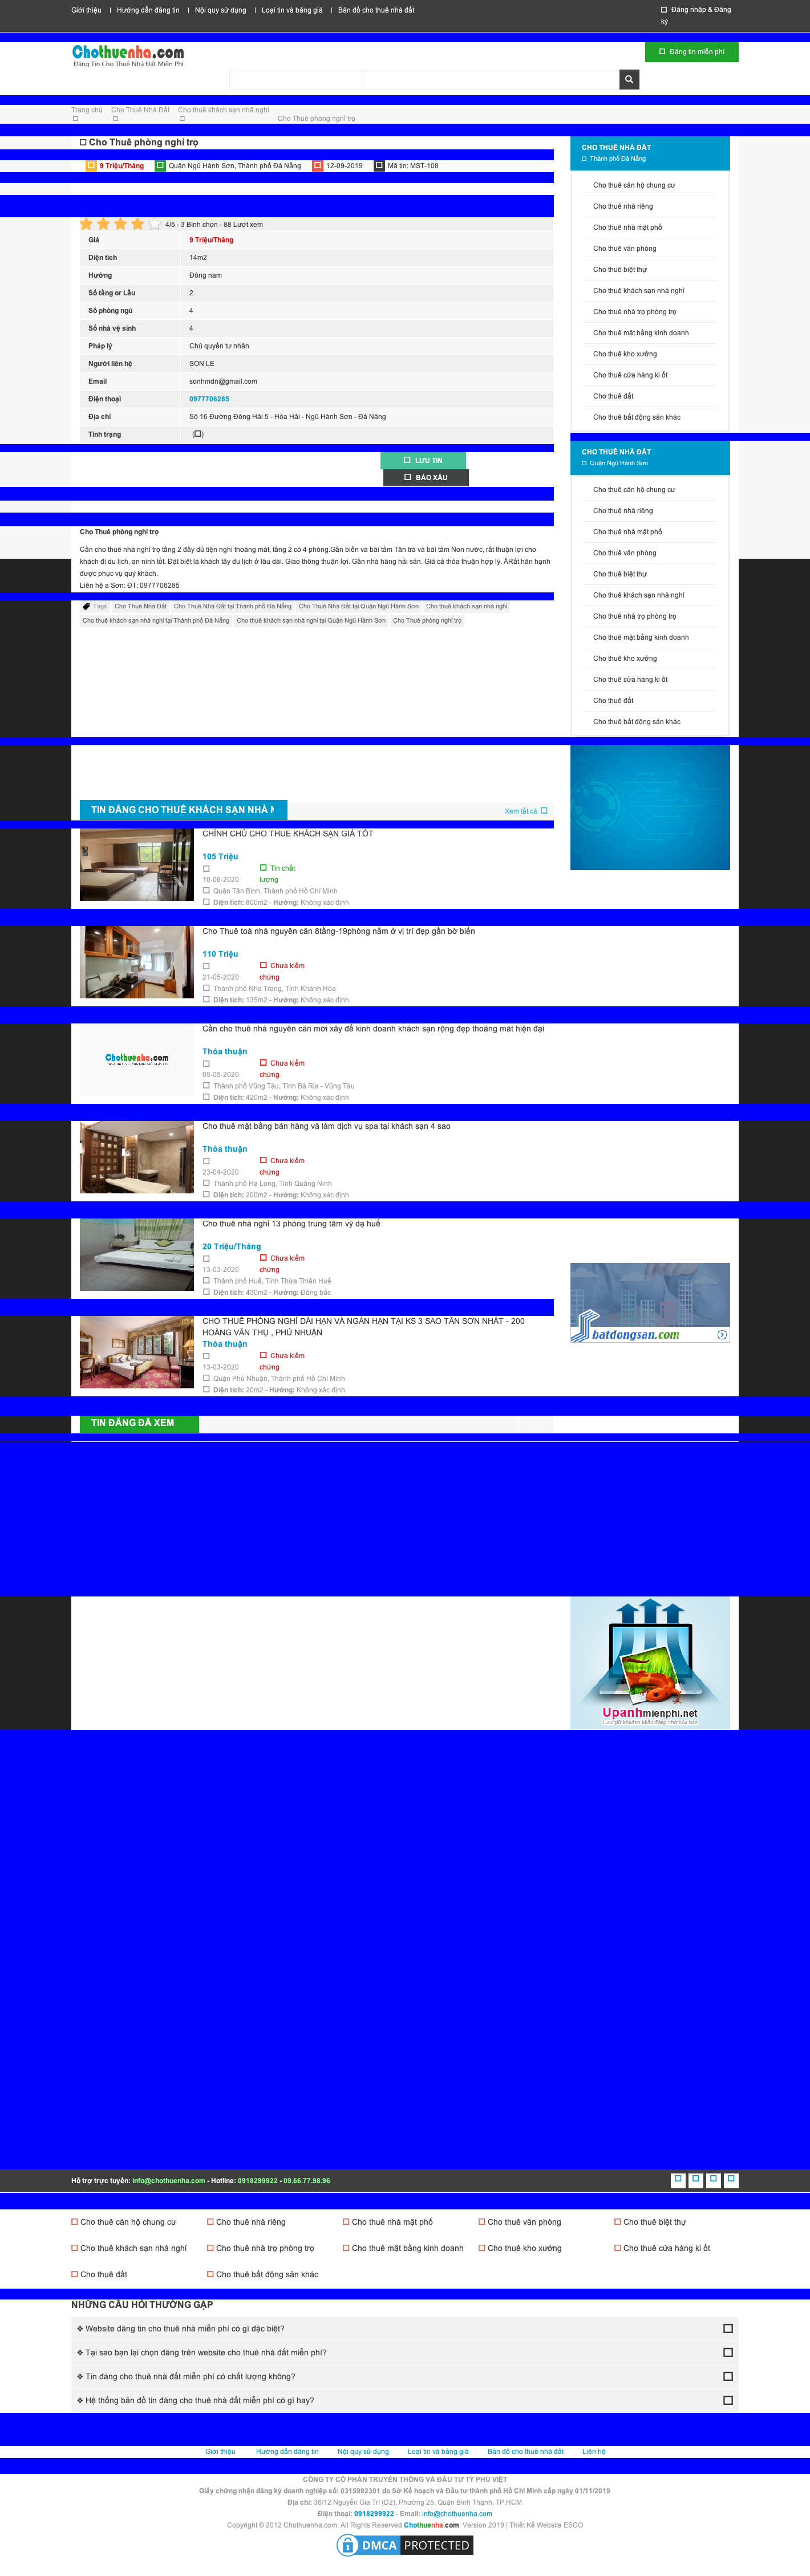 Giới thiệu | Hướng dẫn đăng tin | Nội quy sử dụng | Loại tin và bảng giá | Bản đồ cho thuê nhà đất
Đăng nhập & Đăng ký
Chothuenha.com
Đăng Tin Cho Thuê Nhà Đất Miễn Phí
Đăng tin miễn phí
Trang chủ
Cho Thuê Nhà Đất
Cho thuê khách sạn nhà nghỉ
Cho Thuê phòng nghỉ trọ
Cho Thuê phòng nghỉ trọ
9 Triệu/Tháng
Quận Ngũ Hành Sơn, Thành phố Đà Nẵng
12-09-2019
Mã tin: MST-108
4/5 - 3 Bình chọn - 88 Lượt xem
Giá 9 Triệu/Tháng
Diện tích 14m2
Hướng Đông nam
Số tầng or Lầu 2
Số phòng ngủ 4
Số nhà vệ sinh 4
Pháp lý Chủ quyền tư nhân
Người liên hệ SON LE
Email sonhmdn@gmail.com
Điện thoại 0977706285
Địa chỉ Số 16 Đường Đông Hải 5 - Hòa Hải - Ngũ Hành Sơn - Đà Nẵng
Tình trạng ()
LƯU TIN
BÁO XẤU
Cho Thuê phòng nghỉ trọ
Cần cho thuê nhà nghỉ trọ tầng 2 đầy dủ tiện nghi thoáng mát, tầng 2 có 4 phòng.Gần biển và bãi tắm Tân trà và bãi tắm Non nước, rất thuận lợi cho
khách đi du lịch, an ninh tốt. Đặt biệt là khách tây du lịch ở lâu dài. Giao thông thuận lợi. Gần nhà hàng hải sản. Giá cả thỏa thuận hợp lý. ÂRất hân hạnh
được phục vụ quý khách.
Liên hệ a Sơn: ĐT: 0977706285
Tags
Cho Thuê Nhà Đất
Cho Thuê Nhà Đất tại Thành phố Đà Nẵng
Cho Thuê Nhà Đất tại Quận Ngũ Hành Sơn
Cho thuê khách sạn nhà nghỉ
Cho thuê khách sạn nhà nghỉ tại Thành phố Đà Nẵng
Cho thuê khách sạn nhà nghỉ tại Quận Ngũ Hành Sơn
Cho Thuê phòng nghỉ trọ
CHO THUÊ NHÀ ĐẤT
Thành phố Đà Nẵng
Cho thuê căn hộ chung cư
Cho thuê nhà riêng
Cho thuê nhà mặt phố
Cho thuê văn phòng
Cho thuê biệt thự
Cho thuê khách sạn nhà nghỉ
Cho thuê nhà trọ phòng trọ
Cho thuê mặt bằng kinh doanh
Cho thuê kho xưởng
Cho thuê cửa hàng ki ốt
Cho thuê đất
Cho thuê bất động sản khác
CHO THUÊ NHÀ ĐẤT
Quận Ngũ Hành Sơn
Cho thuê căn hộ chung cư
Cho thuê nhà riêng
Cho thuê nhà mặt phố
Cho thuê văn phòng
Cho thuê biệt thự
Cho thuê khách sạn nhà nghỉ
Cho thuê nhà trọ phòng trọ
Cho thuê mặt bằng kinh doanh
Cho thuê kho xưởng
Cho thuê cửa hàng ki ốt
Cho thuê đất
Cho thuê bất động sản khác
TIN ĐĂNG CHO THUÊ KHÁCH SẠN NHÀ
Xem tất cả
CHÍNH CHỦ CHO THUE KHÁCH SẠN GIÁ TỐT
105 Triệu
10-06-2020
Tin chất lượng
Quận Tân Bình, Thành phố Hồ Chí Minh
Diện tích: 800m2 - Hướng: Không xác định
Cho Thuê toà nhà nguyên căn 8tầng-19phòng nằm ở vị trí đẹp gần bờ biển
110 Triệu
21-05-2020
Chưa kiểm chứng
Thành phố Nha Trang, Tỉnh Khánh Hòa
Diện tích: 135m2 - Hướng: Không xác định
Chothuenha.com
Cần cho thuê nhà nguyên căn mới xây để kinh doanh khách sạn rộng đẹp thoáng mát hiện đại
Thỏa thuận
05-05-2020
Chưa kiểm chứng
Thành phố Vũng Tàu, Tỉnh Bà Rịa - Vũng Tàu
Diện tích: 420m2 - Hướng: Không xác định
Cho thuê mặt bằng bán hàng và làm dịch vụ spa tại khách sạn 4 sao
Thỏa thuận
23-04-2020
Chưa kiểm chứng
Thành phố Hạ Long, Tỉnh Quảng Ninh
Diện tích: 200m2 - Hướng: Không xác định
Cho thuê nhà nghỉ 13 phòng trung tâm vỹ dạ huế
20 Triệu/Tháng
13-03-2020
Chưa kiểm chứng
Thành phố Huế, Tỉnh Thừa Thiên Huế
Diện tích: 430m2 - Hướng: Đông bắc
batdongsan.com
CHO THUÊ PHÒNG NGHỈ DÀI HẠN VÀ NGẮN HẠN TẠI KS 3 SAO TÂN SƠN NHẤT - 200
HOÀNG VĂN THỤ , PHÚ NHUẬN
Thỏa thuận
13-03-2020
Chưa kiểm chứng
Quận Phú Nhuận, Thành phố Hồ Chí Minh
Diện tích: 20m2 - Hướng: Không xác định
TIN ĐĂNG ĐÃ XEM
Upanhmienphi.net
Lưu giữ khoảnh khắc đáng nhớ của bạn
Hỗ trợ trực tuyến: info@chothuenha.com - Hotline: 0918299922 - 09.66.77.98.96
Cho thuê căn hộ chung cư
Cho thuê nhà riêng
Cho thuê nhà mặt phố
Cho thuê văn phòng
Cho thuê biệt thự
Cho thuê khách sạn nhà nghỉ
Cho thuê nhà trọ phòng trọ
Cho thuê mặt bằng kinh doanh
Cho thuê kho xưởng
Cho thuê cửa hàng ki ốt
Cho thuê đất
Cho thuê bất động sản khác
NHỮNG CÂU HỎI THƯỜNG GẶP
❖ Website đăng tin cho thuê nhà miễn phí có gì đặc biệt?
❖ Tại sao bạn lại chọn đăng trên website cho thuê nhà đất miễn phí?
❖ Tin đăng cho thuê nhà đất miễn phí có chất lượng không?
❖ Hệ thống bản đồ tin đăng cho thuê nhà đất miễn phí có gì hay?
Giới thiệu
Hướng dẫn đăng tin
Nội quy sử dụng
Loại tin và bảng giá
Bản đồ cho thuê nhà đất
Liên hệ
CÔNG TY CỔ PHẦN TRUYỀN THÔNG VÀ ĐẦU TƯ TÝ PHÚ VIỆT
Giấy chứng nhận đăng ký doanh nghiệp số: 0315992301 do Sở Kế hoạch và Đầu tư thành phố Hồ Chí Minh cấp ngày 01/11/2019
Địa chỉ: 36/12 Nguyễn Gia Trí (D2), Phường 25, Quận Bình Thạnh, TP.HCM
Điện thoại: 0918299922 - Email: info@chothuenha.com
Copyright © 2012 Chothuenha.com. All Rights Reserved Chothuenha.com. Version 2019 | Thiết Kế Website ESCO
DMCA PROTECTED